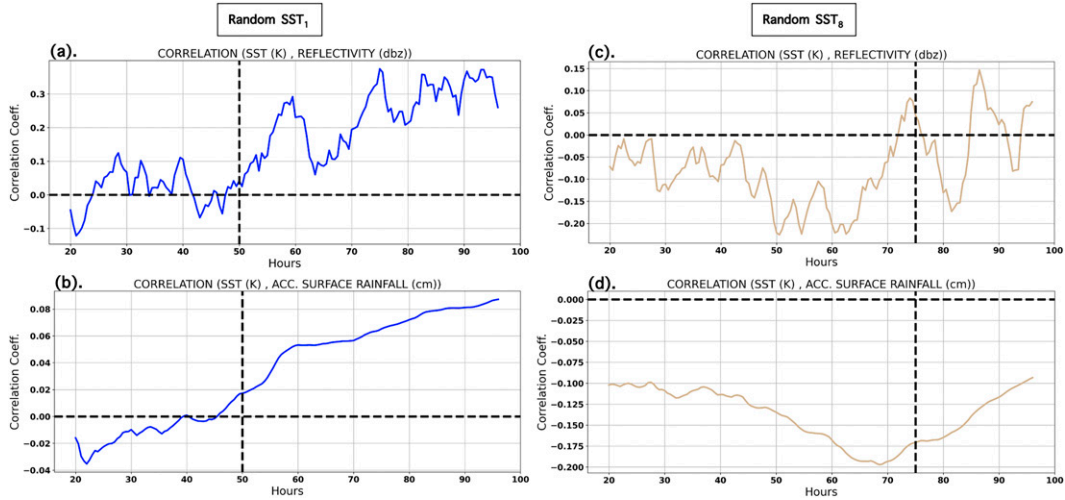 Random SST₁
(a).
CORRELATION (SST (K) , REFLECTIVITY (dbz))
Correlation Coeff.
0.3
0.2
0.1
0.0
−0.1
20 30 40 50 60 70 80 90 100
Hours
(b).
CORRELATION (SST (K) , ACC. SURFACE RAINFALL (cm))
Correlation Coeff.
0.08
0.06
0.04
0.02
0.00
−0.02
−0.04
20 30 40 50 60 70 80 90 100
Hours
Random SST₈
(c).
CORRELATION (SST (K) , REFLECTIVITY (dbz))
Correlation Coeff.
0.15
0.10
0.05
0.00
−0.05
−0.10
−0.15
−0.20
20 30 40 50 60 70 80 90 100
Hours
(d).
CORRELATION (SST (K) , ACC. SURFACE RAINFALL (cm))
Correlation Coeff.
0.000
−0.025
−0.050
−0.075
−0.100
−0.125
−0.150
−0.175
−0.200
20 30 40 50 60 70 80 90 100
Hours